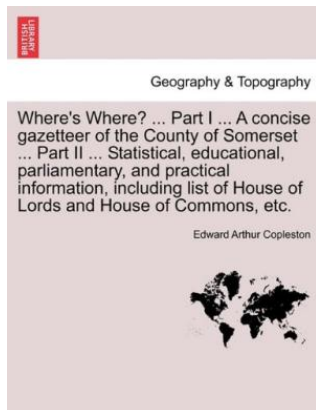 BRITISH
LIBRARY
Geography & Topography
Where's Where? ... Part I ... A concise
gazetteer of the County of Somerset
... Part II ... Statistical, educational,
parliamentary, and practical
information, including list of House of
Lords and House of Commons, etc.
Edward Arthur Copleston